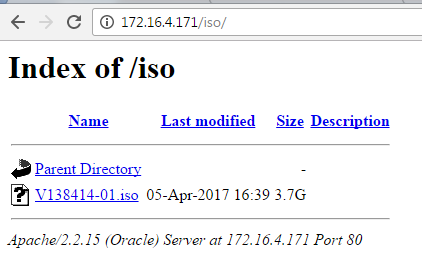 172.16.4.171/iso/
Index of /iso
Name Last modified Size Description
Parent Directory -
V138414-01.iso 05-Apr-2017 16:39 3.7G
Apache/2.2.15 (Oracle) Server at 172.16.4.171 Port 80